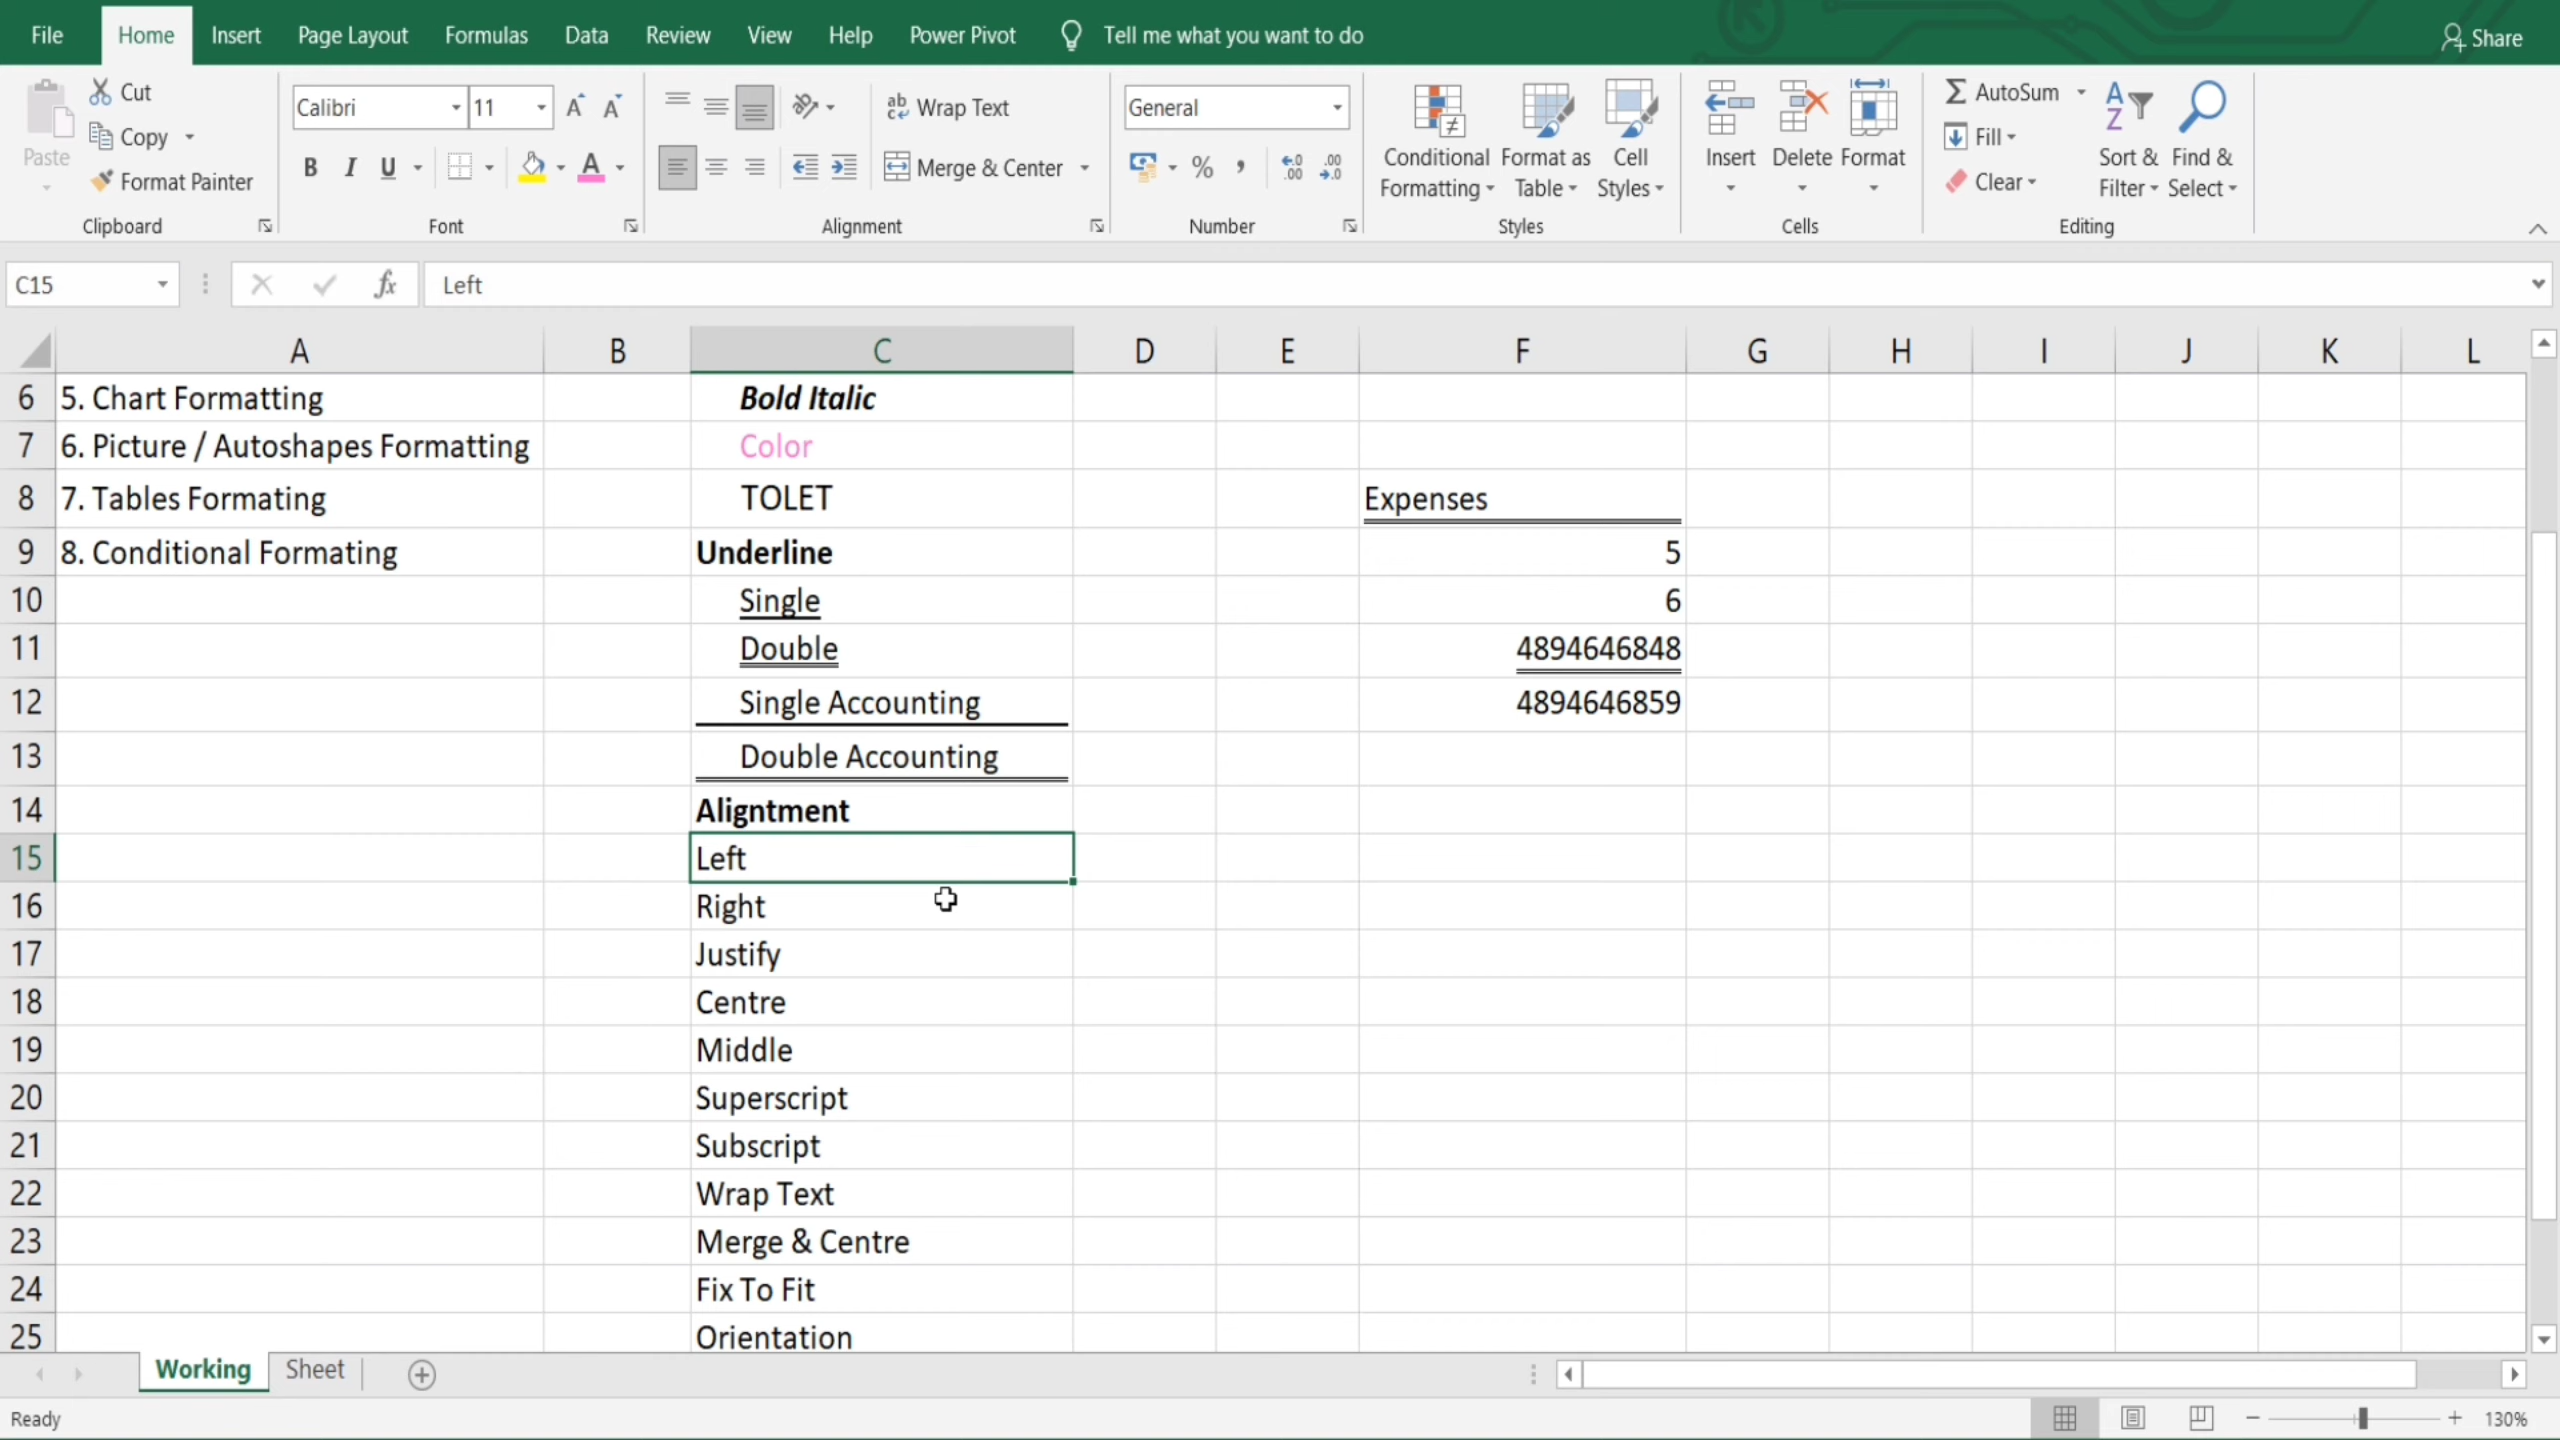 File Home Insert Page Layout Formulas Data Review View Help Power Pivot Tell me what you want to do Share
Paste
Cut
Copy
Format Painter
Clipboard
Calibri 11
B I U A
Font
ab Wrap Text
Merge & Center
Alignment
General
% , .00 .00
Number
Conditional Formatting
Format as Table
Cell Styles
Styles
Insert Delete Format
Cells
AutoSum
Fill
Clear
Sort & Filter
Find & Select
Editing
C15 fx Left
A B C D E F G H I J K L
6 5. Chart Formatting Bold Italic
7 6. Picture / Autoshapes Formatting Color
8 7. Tables Formating TOLET Expenses
9 8. Conditional Formating Underline 5
10 Single 6
11 Double 4894646848
12 Single Accounting 4894646859
13 Double Accounting
14 Aligntment
15 Left
16 Right
17 Justify
18 Centre
19 Middle
20 Superscript
21 Subscript
22 Wrap Text
23 Merge & Centre
24 Fix To Fit
25 Orientation
Working Sheet
Ready 130%